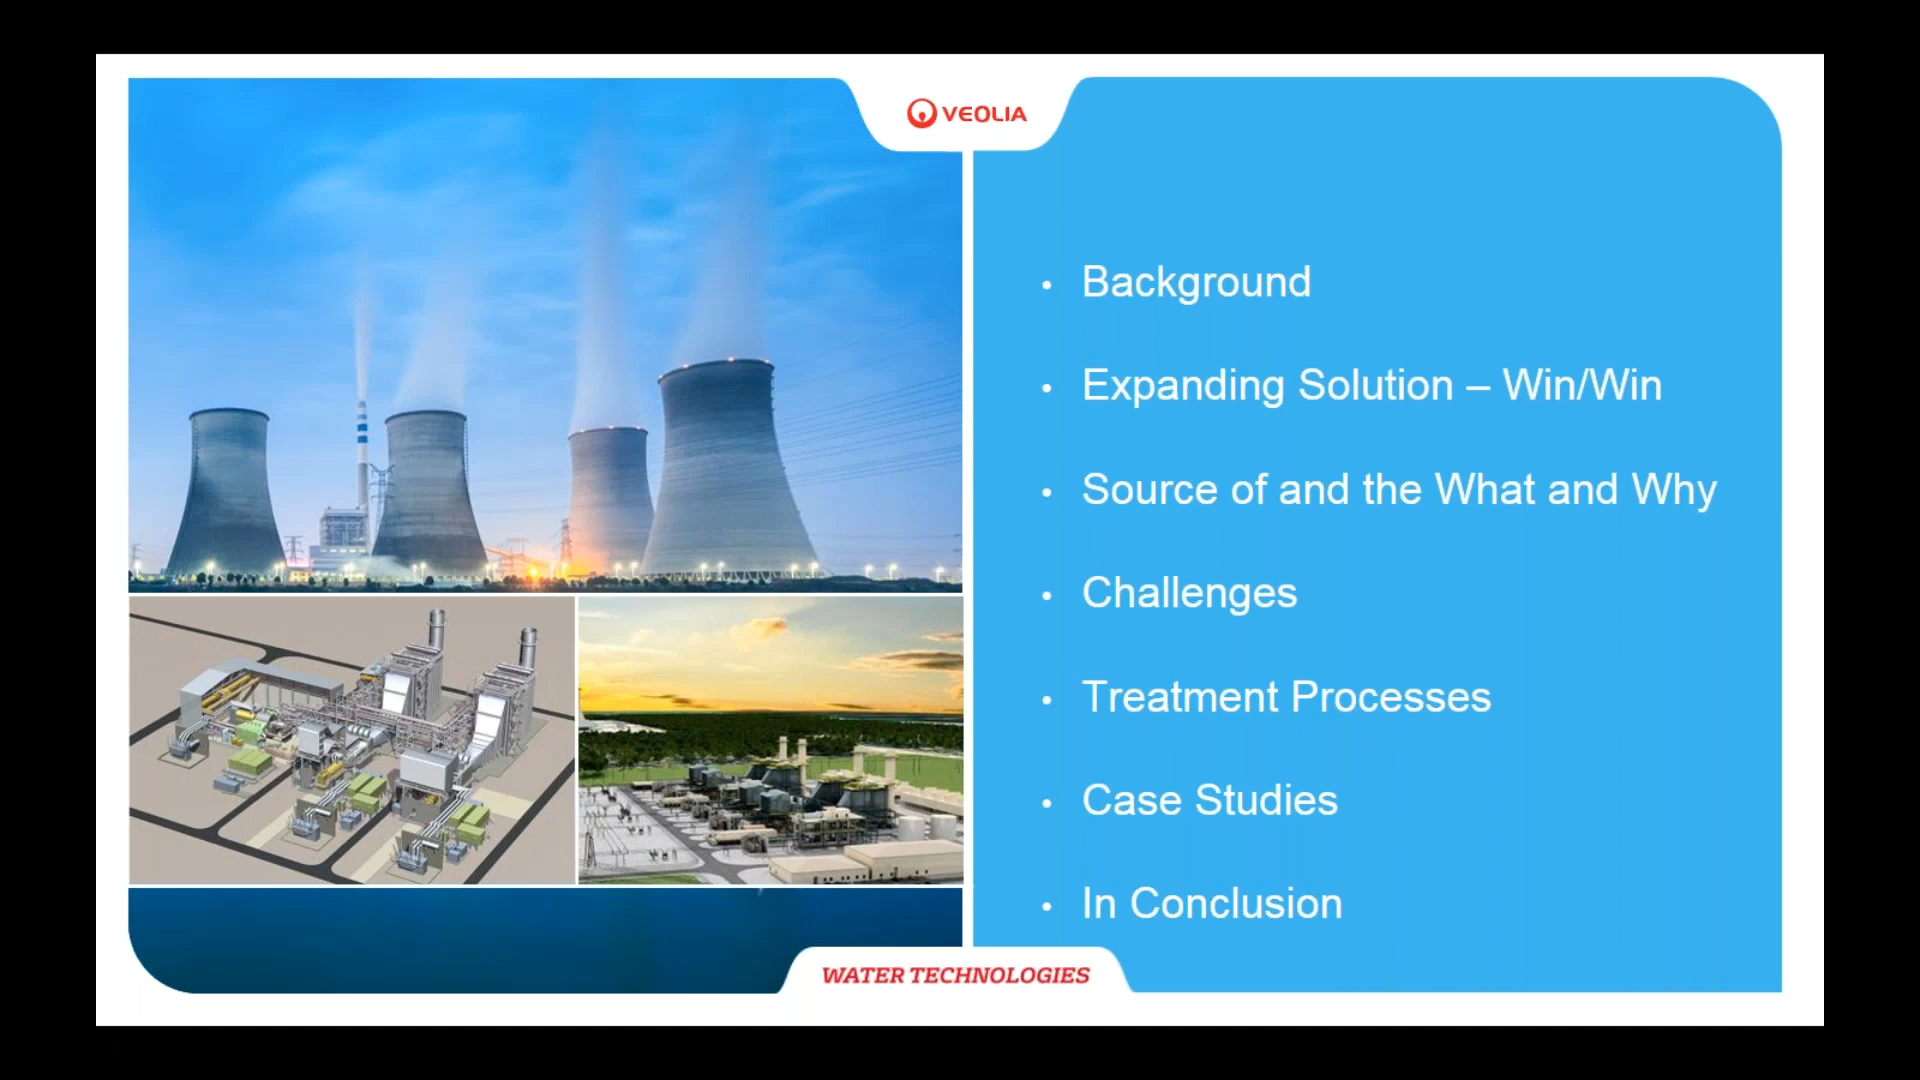 VEOLIA
• Background
• Expanding Solution – Win/Win
• Source of and the What and Why
• Challenges
• Treatment Processes
• Case Studies
• In Conclusion
WATER TECHNOLOGIES